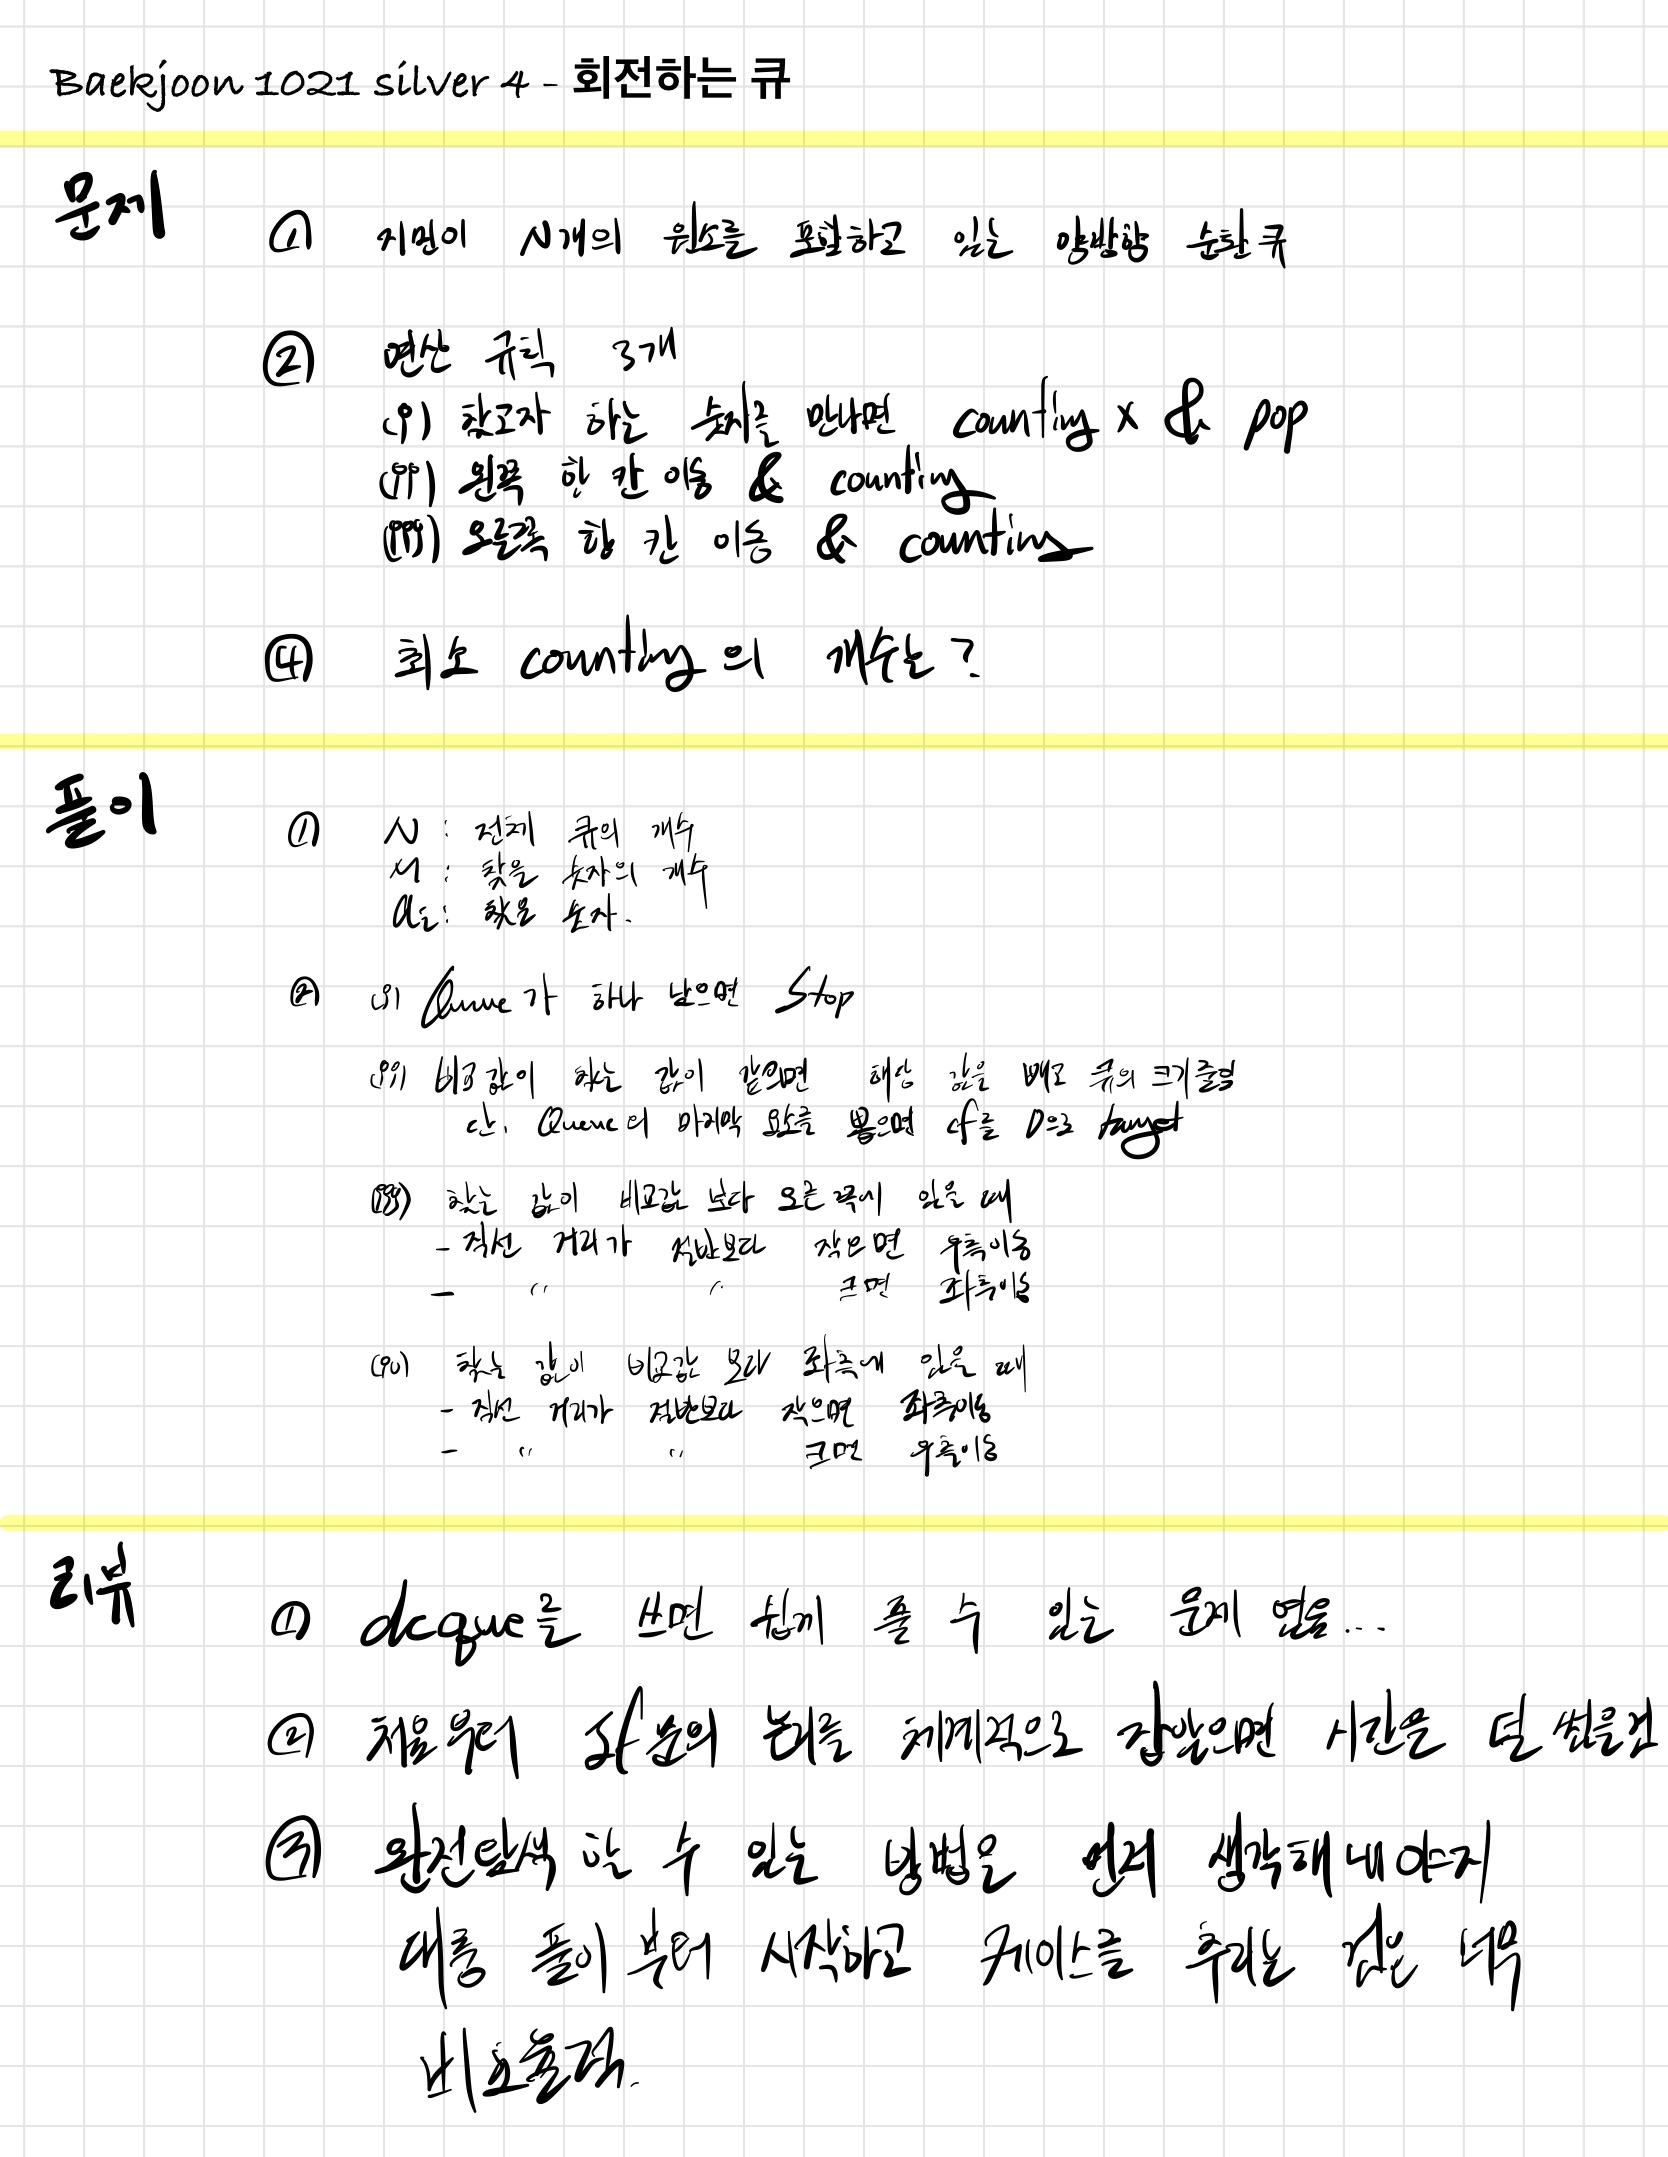 Baekjoon 1021 silver 4 - 회전하는 큐
문제
① 지민이 N개의 원소를 포함하고 있는 양방향 순환 큐
② 연산 규칙 3개
(i) 찾고자 하는 숫자를 만나면 counting x & pop
(ii) 왼쪽 한 칸 이동 & counting
(iii) 오른쪽 한 칸 이동 & counting
④ 최소 counting의 개수는?
풀이
① N : 전체 큐의 개수
M : 찾을 숫자의 개수
찾을 숫자.
② (i) Queue가 하나 남으면 stop
(ii) 비교값이 찾는 값이 같으면 해당 값을 빼고 큐의 크기 줄임
단, Queue의 마지막 요소를 뽑으면 를 0으로 target
(iii) 찾는 값이 비교값 보다 오른쪽에 있을 때
- 직선 거리가 절반보다 작으면 우측이동
- " " 크면 좌측이동
(iv) 찾는 값이 비교값 보다 좌측에 있을 때
- 직선 거리가 절반보다 작으면 좌측이동
- " " 크면 우측이동
리뷰
① deque를 쓰면 쉽게 풀 수 있는 문제 였음...
② 처음부터 if문의 논리를 체계적으로 잡았으면 시간을 덜 썼을건
③ 완전탐색 할 수 있는 방법을 먼저 생각해내야지
대충 풀이부터 시작하고 케이스를 추리는 것은 너무
비효율적.